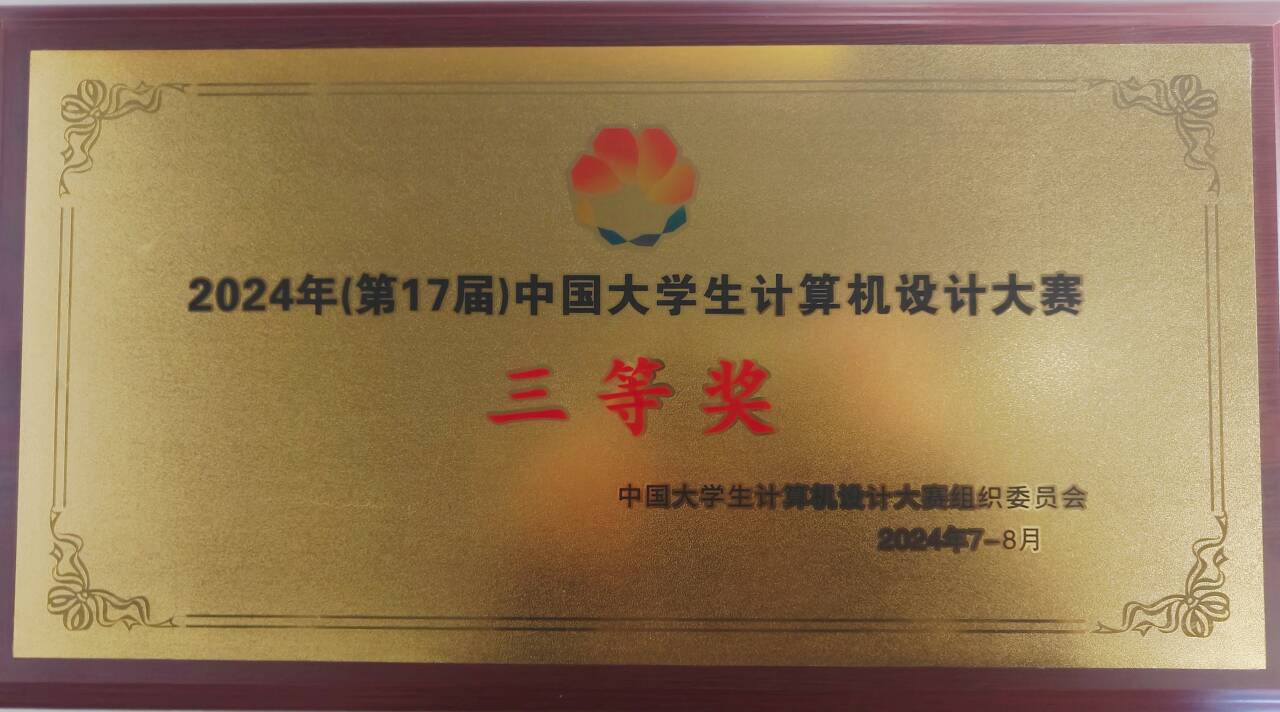 2024年(第17届)中国大学生计算机设计大赛
三等奖
中国大学生计算机设计大赛组织委员会
2024年7-8月